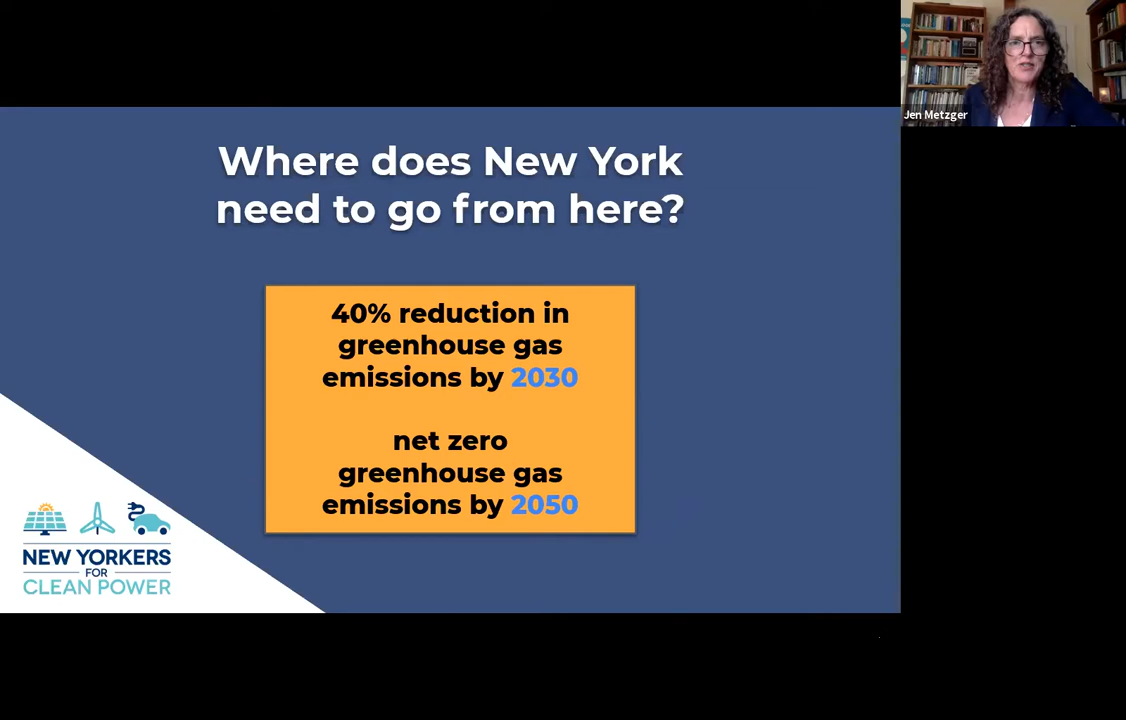 Jen Metzger
Where does New York
need to go from here?
40% reduction in
greenhouse gas
emissions by 2030
net zero
greenhouse gas
emissions by 2050
NEW YORKERS
FOR
CLEAN POWER